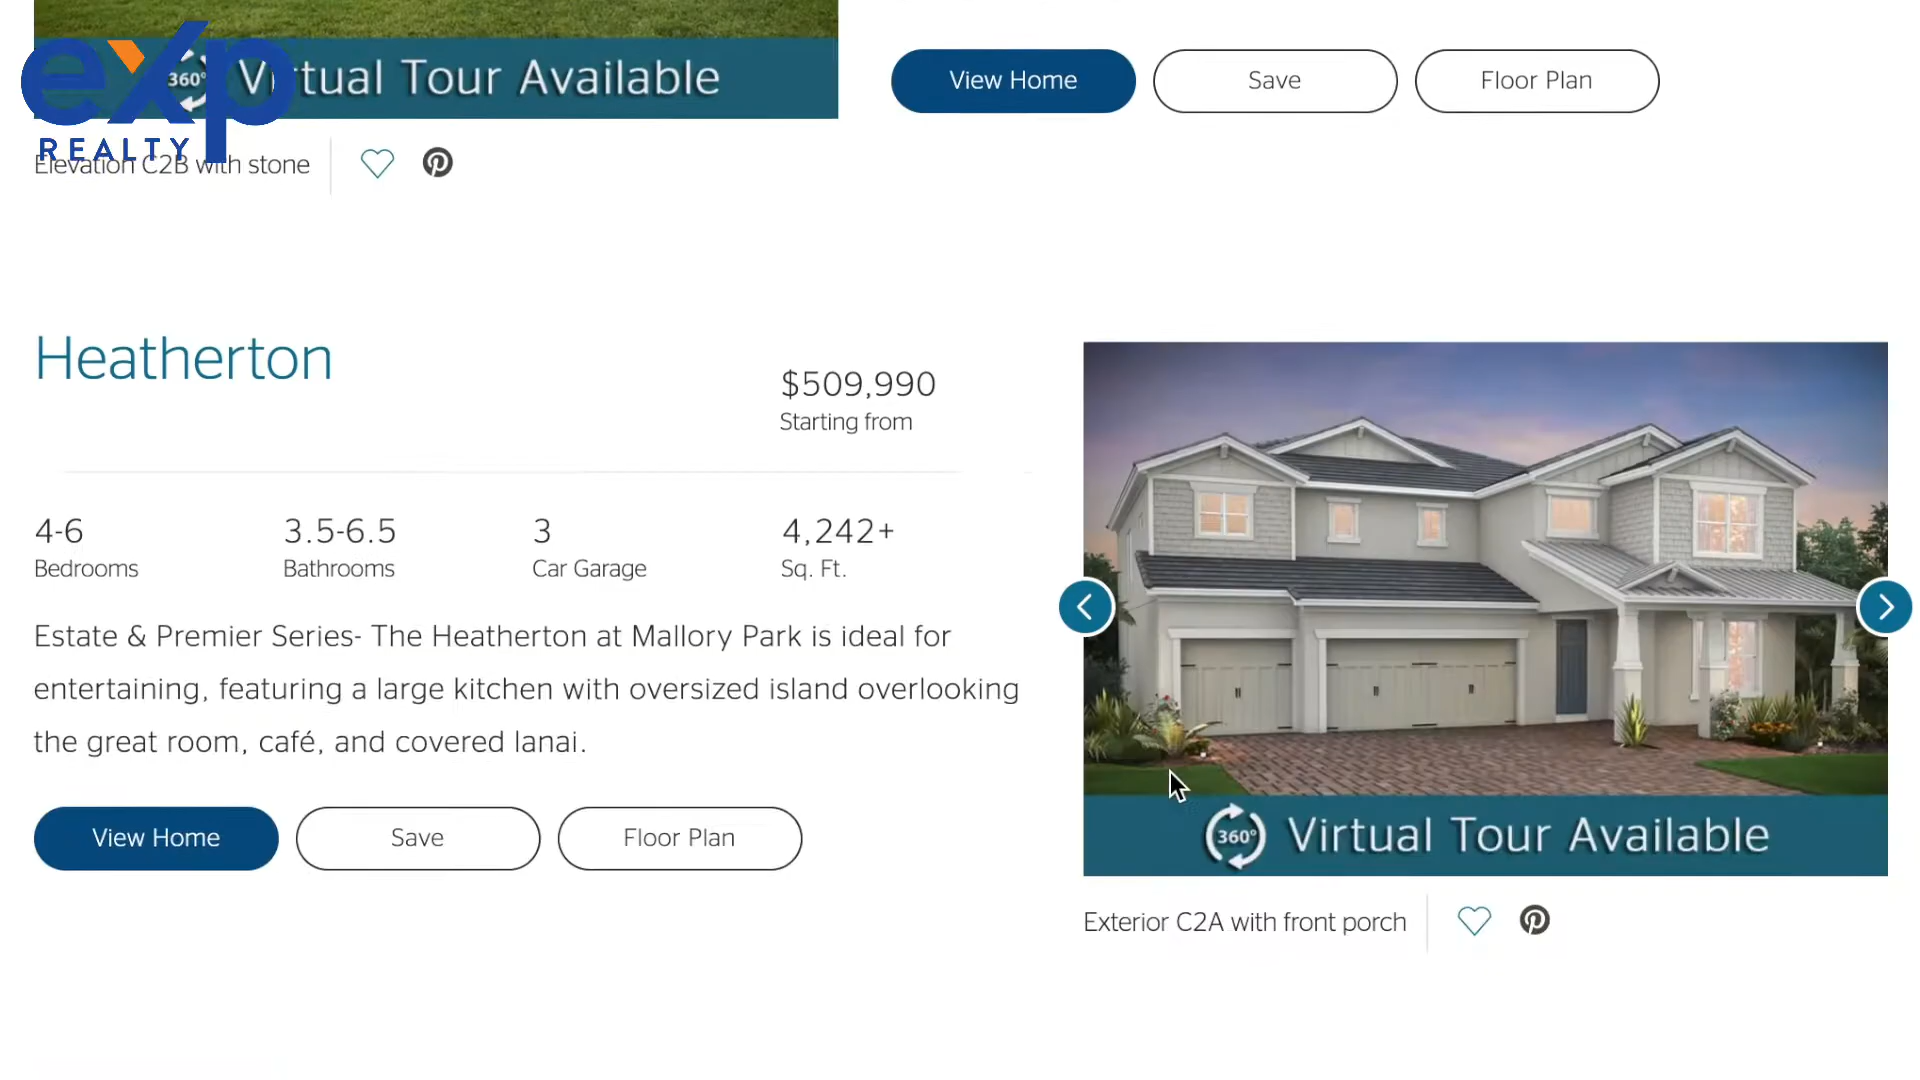 eXp
REALTY
360° Virtual Tour Available
View Home
Save
Floor Plan
Elevation C2B with stone
Heatherton
$509,990
Starting from
4-6
Bedrooms
3.5-6.5
Bathrooms
3
Car Garage
4,242+
Sq. Ft.
Estate & Premier Series- The Heatherton at Mallory Park is ideal for
entertaining, featuring a large kitchen with oversized island overlooking
the great room, café, and covered lanai.
View Home
Save
Floor Plan
360° Virtual Tour Available
Exterior C2A with front porch